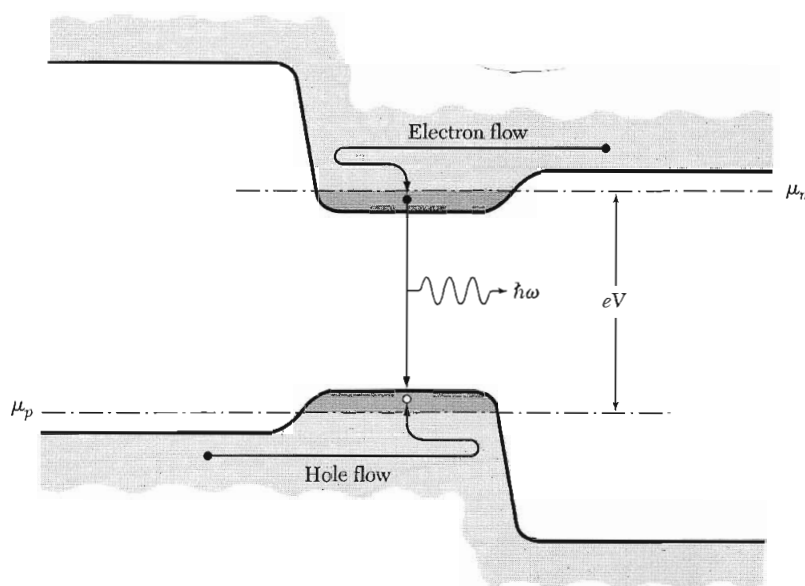 Electron flow
μₙ
ħω
eV
μₚ
Hole flow